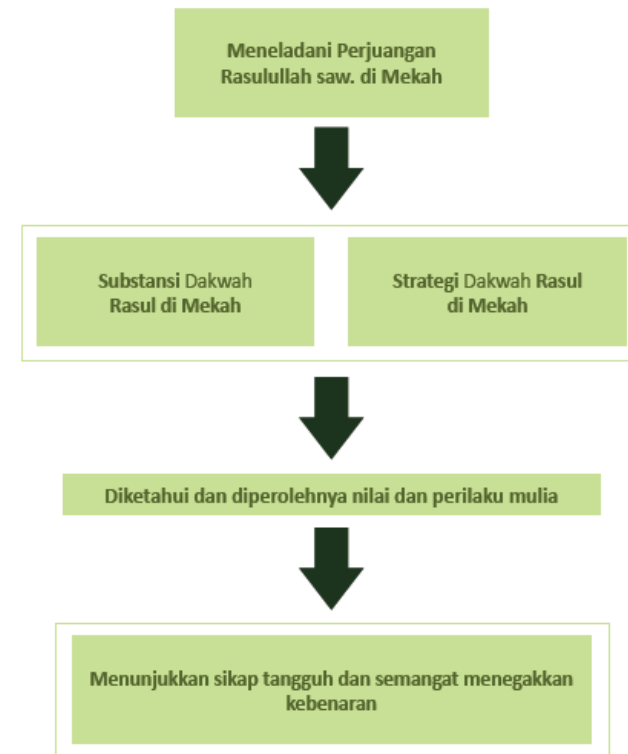 Meneladani Perjuangan
Rasulullah saw. di Mekah
Substansi Dakwah
Rasul di Mekah
Strategi Dakwah Rasul
di Mekah
Diketahui dan diperolehnya nilai dan perilaku mulia
Menunjukkan sikap tangguh dan semangat menegakkan
kebenaran